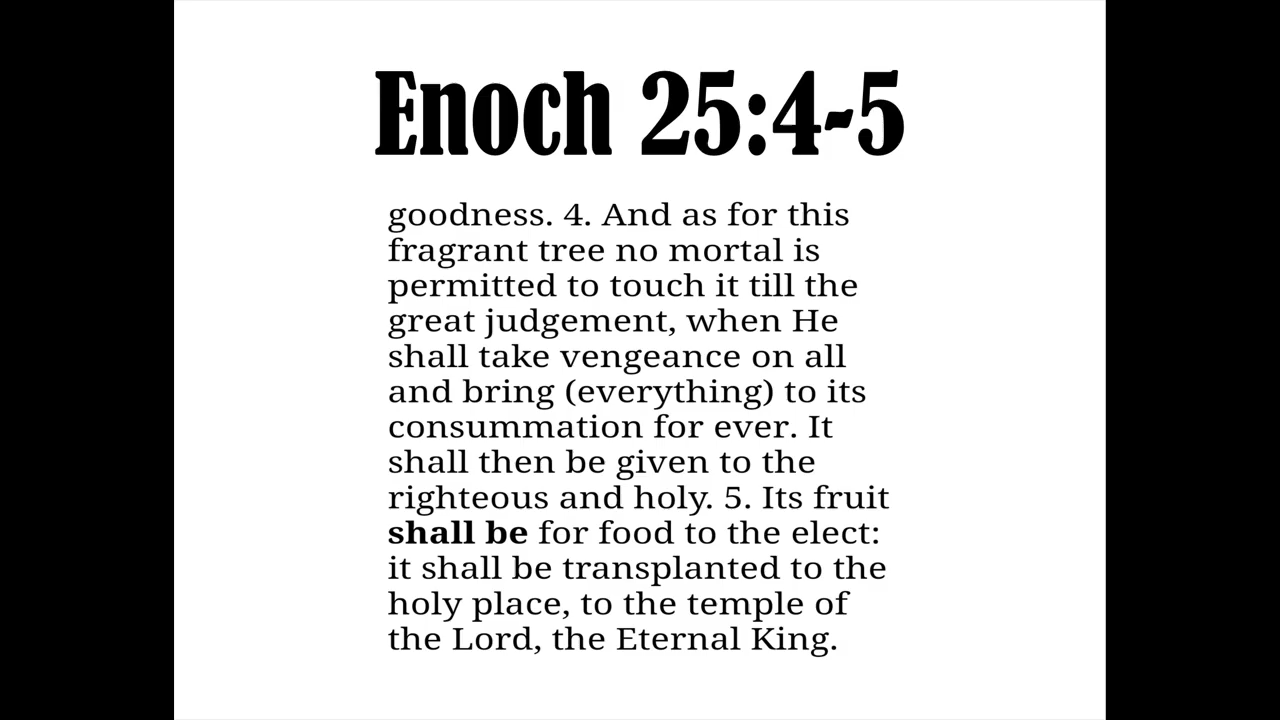 Enoch 25:4-5
goodness. 4. And as for this
fragrant tree no mortal is
permitted to touch it till the
great judgement, when He
shall take vengeance on all
and bring (everything) to its
consummation for ever. It
shall then be given to the
righteous and holy. 5. Its fruit
shall be for food to the elect:
it shall be transplanted to the
holy place, to the temple of
the Lord, the Eternal King.